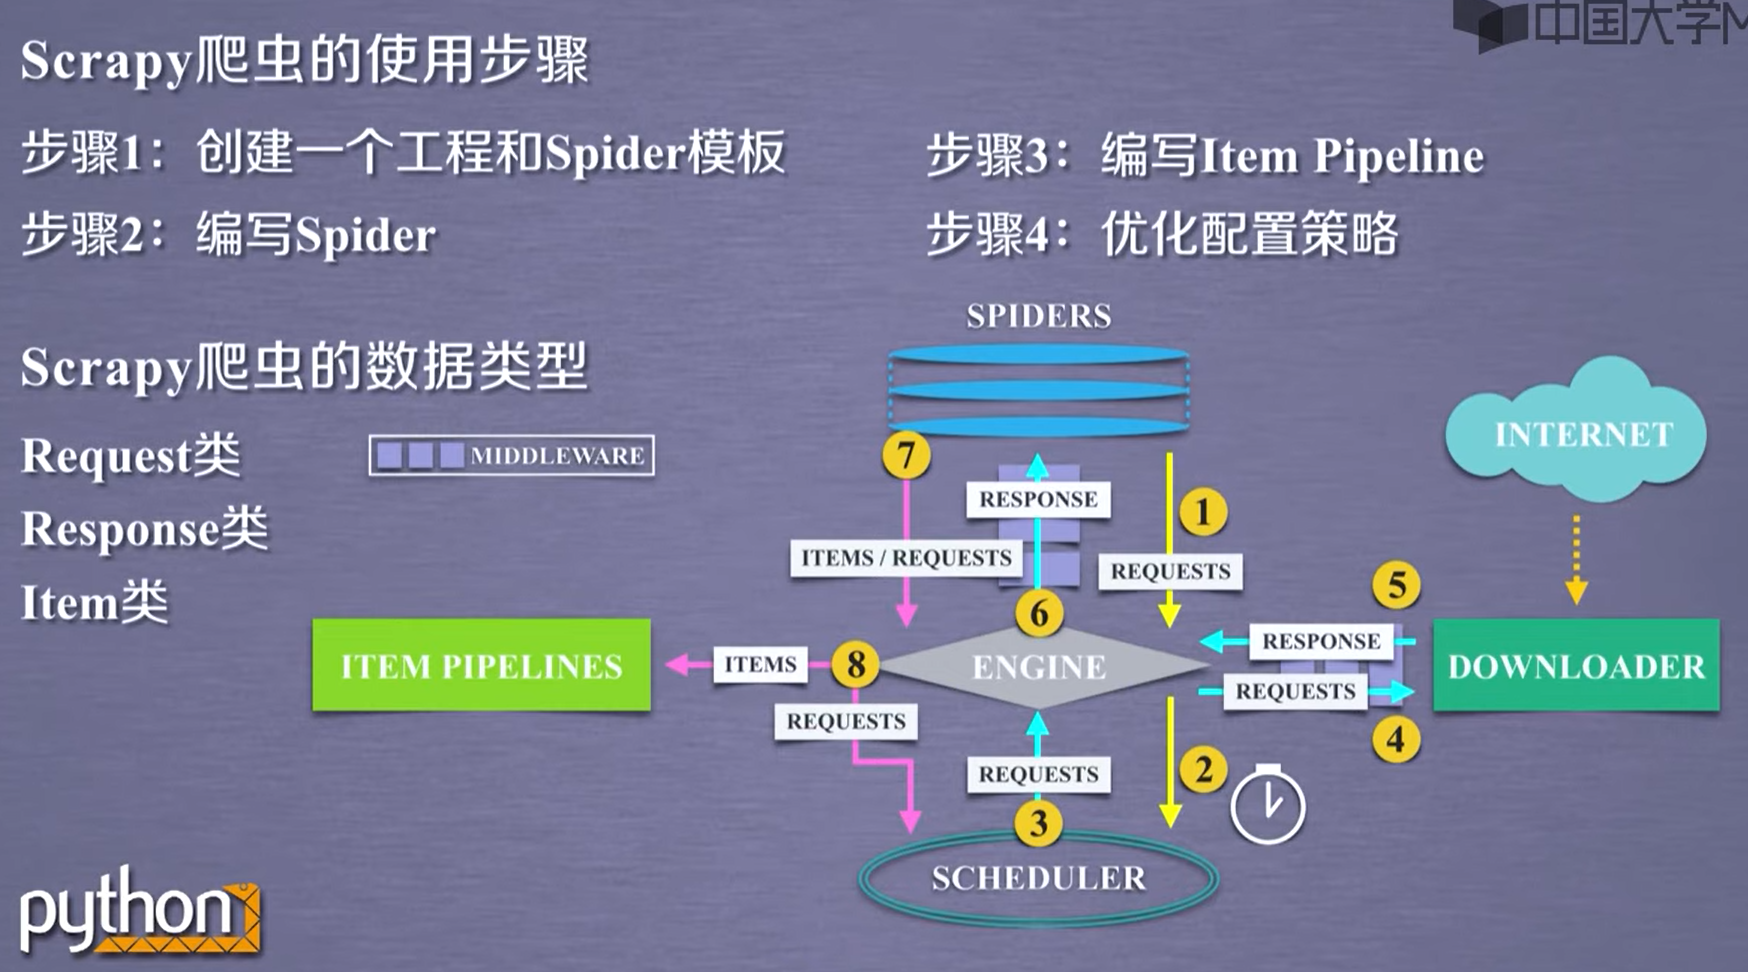 中国大学M
Scrapy爬虫的使用步骤
步骤1：创建一个工程和Spider模板
步骤2：编写Spider
步骤3：编写Item Pipeline
步骤4：优化配置策略
Scrapy爬虫的数据类型
Request类
Response类
Item类
MIDDLEWARE
SPIDERS
INTERNET
7
RESPONSE
1
ITEMS / REQUESTS
REQUESTS
5
6
RESPONSE
ITEM PIPELINES
ITEMS
8
ENGINE
DOWNLOADER
REQUESTS
REQUESTS
4
REQUESTS
2
3
SCHEDULER
python